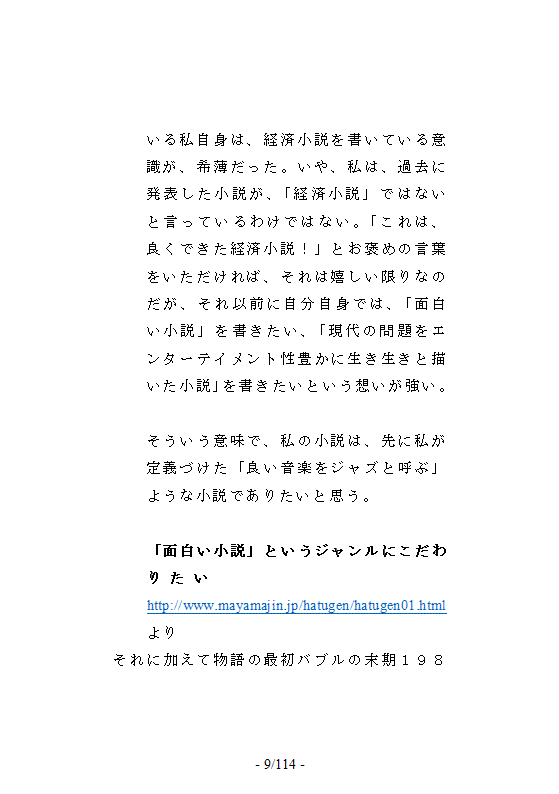 いる私自身は、経済小説を書いている意
識が、希薄だった。いや、私は、過去に
発表した小説が、「経済小説」ではない
と言っているわけではない。「これは、
良くできた経済小説！」とお褒めの言葉
をいただければ、それは嬉しい限りなの
だが、それ以前に自分自身では、「面白
い小説」を書きたい、「現代の問題をエ
ンターテイメント性豊かに生き生きと描
いた小説」を書きたいという想いが強い。
そういう意味で、私の小説は、先に私が
定義づけた「良い音楽をジャズと呼ぶ」
ような小説でありたいと思う。
「面白い小説」というジャンルにこだわ
りたい
http://www.mayamajin.jp/hatugen/hatugen01.html
より
それに加えて物語の最初バブルの末期１９８
- 9/114 -